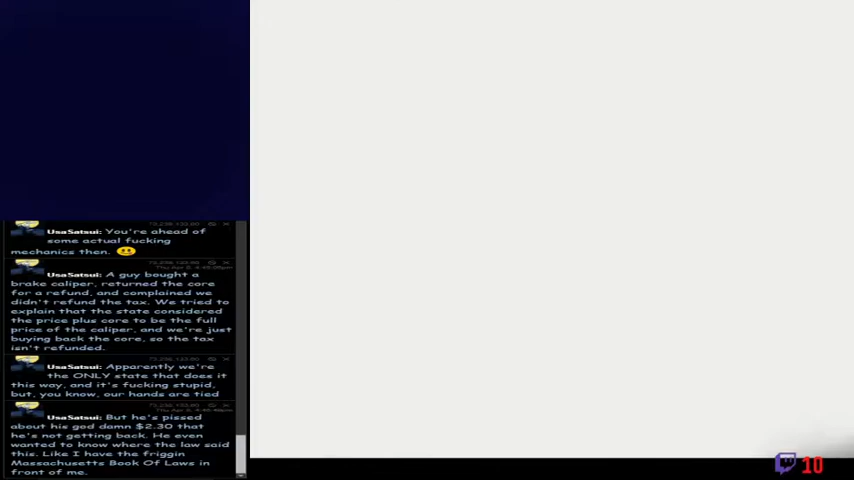 UsaSatsui: You're ahead of
some actual fucking
mechanics then.
UsaSatsui: A guy bought a
brake caliper, returned the core
for a refund, and complained we
didn't refund the tax. We tried to
explain that the state considered
the price plus core to be the full
price of the caliper, and we're just
buying back the core, so the tax
isn't refunded.
UsaSatsui: Apparently we're
the ONLY state that does it
this way, and it's fucking stupid,
but, you know, our hands are tied
UsaSatsui: But he's pissed
about his god damn $2.30 that
he's not getting back. He even
wanted to know where the law said
this. Like I have the friggin
Massachusetts Book Of Laws in
front of me.
10